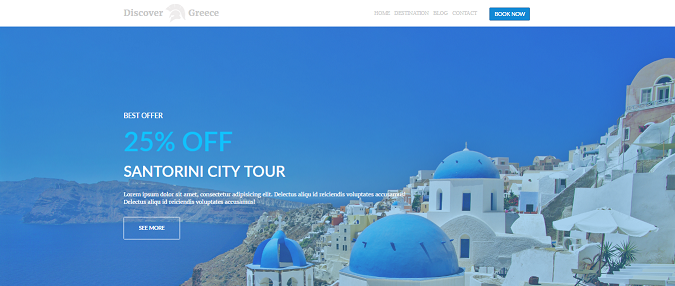 Discover Greece
HOME DESTINATION BLOG CONTACT BOOK NOW
BEST OFFER
25% OFF
SANTORINI CITY TOUR
Lorem ipsum dolor sit amet, consectetur adipisicing elit. Delectus aliqu id reiciendis voluptates accusamus!
Delectus aliqu id reiciendis voluptates accusamus!
SEE MORE